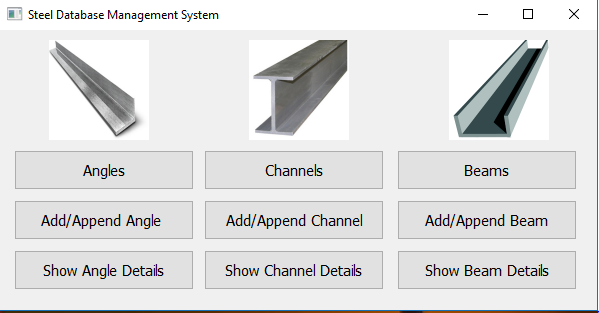 Steel Database Management System
Angles
Channels
Beams
Add/Append Angle
Add/Append Channel
Add/Append Beam
Show Angle Details
Show Channel Details
Show Beam Details